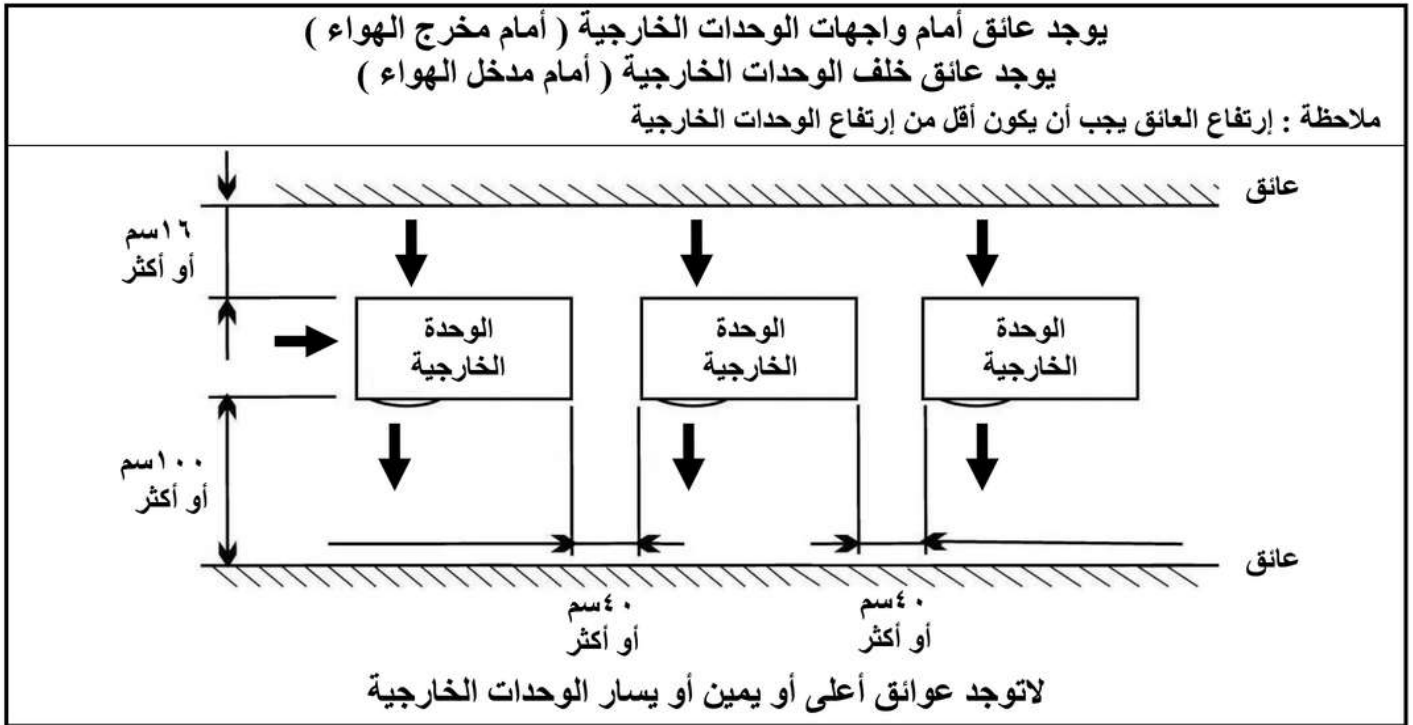 يوجد عائق أمام واجهات الوحدات الخارجية ( أمام مخرج الهواء )
يوجد عائق خلف الوحدات الخارجية ( أمام مدخل الهواء )
ملاحظة : إرتفاع العائق يجب أن يكون أقل من إرتفاع الوحدات الخارجية
عائق
١٦سم
أو أكثر
الوحدة
الخارجية
الوحدة
الخارجية
الوحدة
الخارجية
١٠٠سم
أو أكثر
عائق
٤٠سم
أو أكثر
٤٠سم
أو أكثر
لاتوجد عوائق أعلى أو يمين أو يسار الوحدات الخارجية